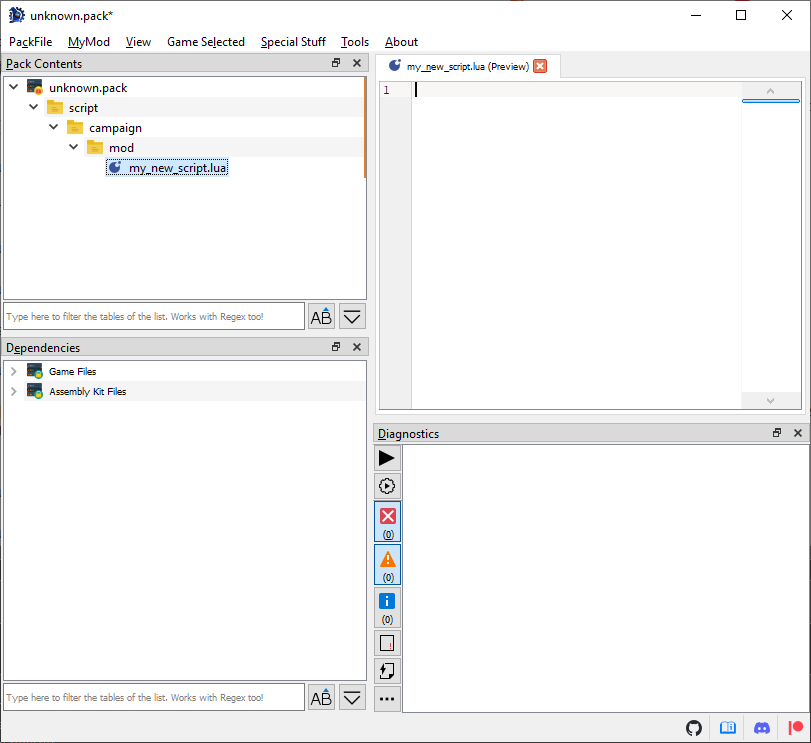 unknown.pack*
PackFile MyMod View Game Selected Special Stuff Tools About
Pack Contents
my_new_script.lua (Preview)
unknown.pack
script
campaign
mod
my_new_script.lua
1
Type here to filter the tables of the list. Works with Regex too!
AB
Dependencies
Game Files
Assembly Kit Files
Type here to filter the tables of the list. Works with Regex too!
AB
Diagnostics
(0)
(0)
(0)